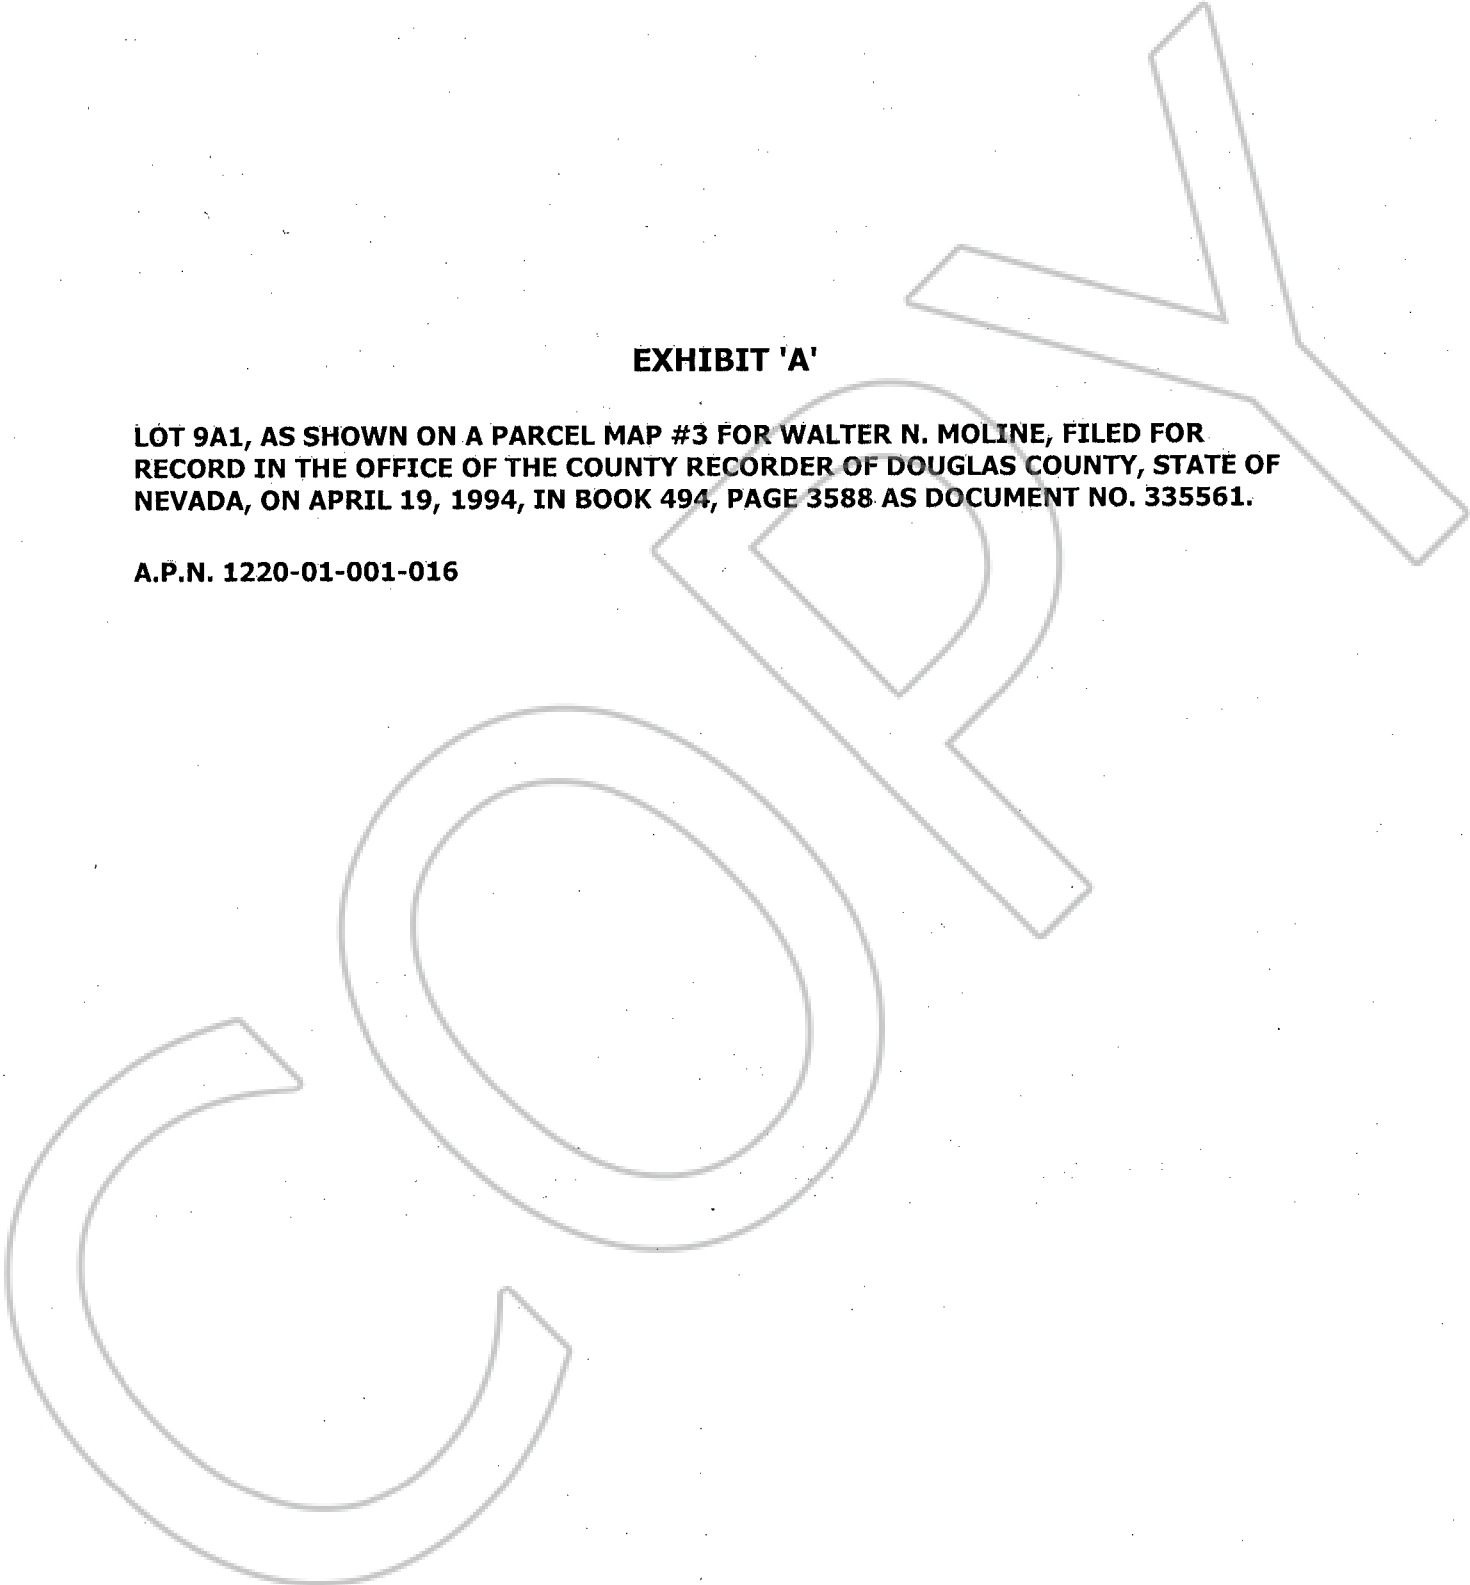 EXHIBIT 'A'
LOT 9A1, AS SHOWN ON A PARCEL MAP #3 FOR WALTER N. MOLINE, FILED FOR
RECORD IN THE OFFICE OF THE COUNTY RECORDER OF DOUGLAS COUNTY, STATE OF
NEVADA, ON APRIL 19, 1994, IN BOOK 494, PAGE 3588 AS DOCUMENT NO. 335561.
A.P.N. 1220-01-001-016
COPY